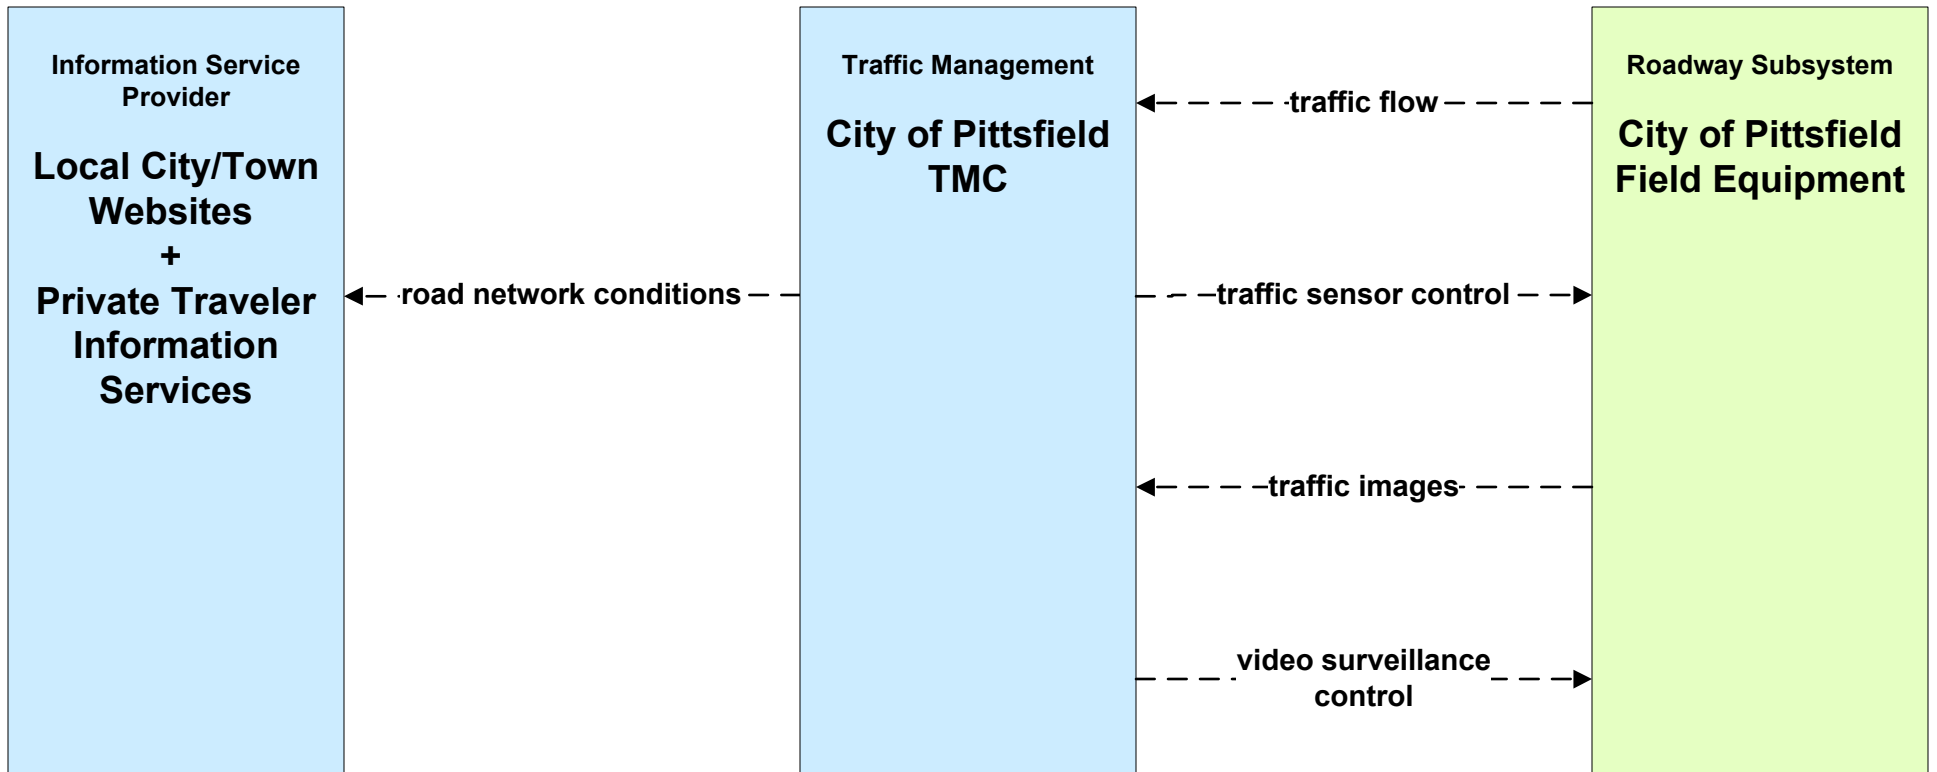 Information Service
Provider
Local City/Town
Websites
+
Private Traveler
Information
Services
road network conditions
Traffic Management
City of Pittsfield
TMC
traffic flow
traffic sensor control
traffic images
video surveillance
control
Roadway Subsystem
City of Pittsfield
Field Equipment